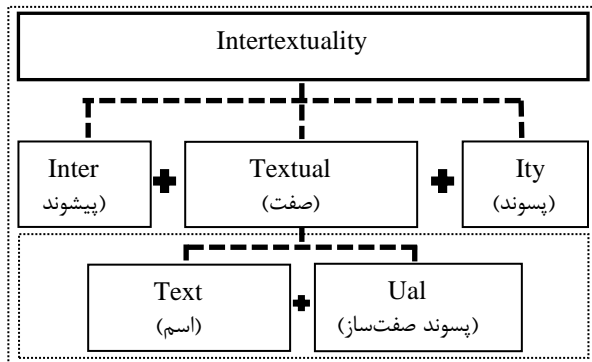 Intertextuality
Inter
(پیشوند
Textual
(صفت)
Ity
(پسوند)
Text
(اسم)
Ual
(پسوند صفت‌ساز)